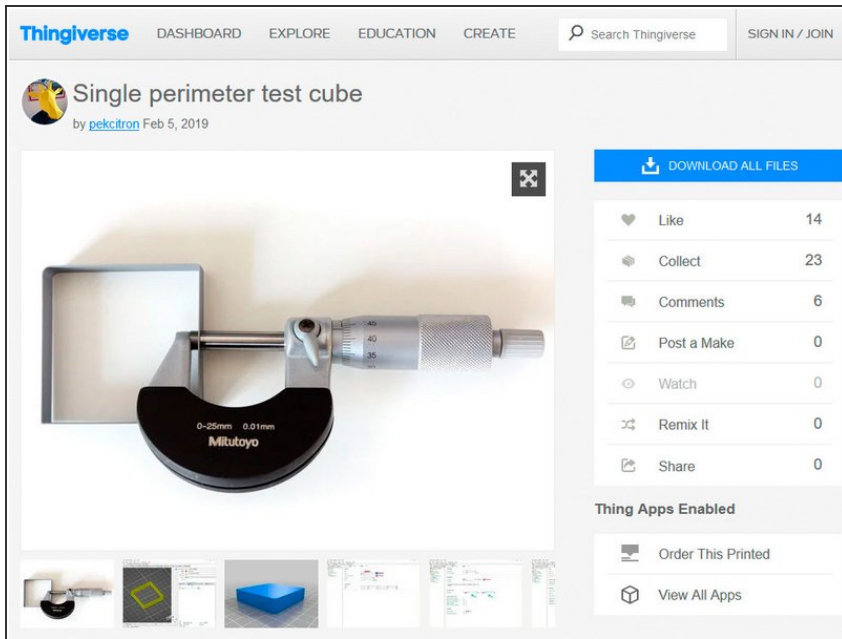 Thingiverse DASHBOARD EXPLORE EDUCATION CREATE Search Thingiverse SIGN IN / JOIN
Single perimeter test cube
by pekcitron Feb 5, 2019
DOWNLOAD ALL FILES
Like 14
Collect 23
Comments 6
Post a Make 0
Watch 0
Remix It 0
Share 0
45
40
35
0-25mm 0.01mm
Mitutoyo
Thing Apps Enabled
Order This Printed
View All Apps